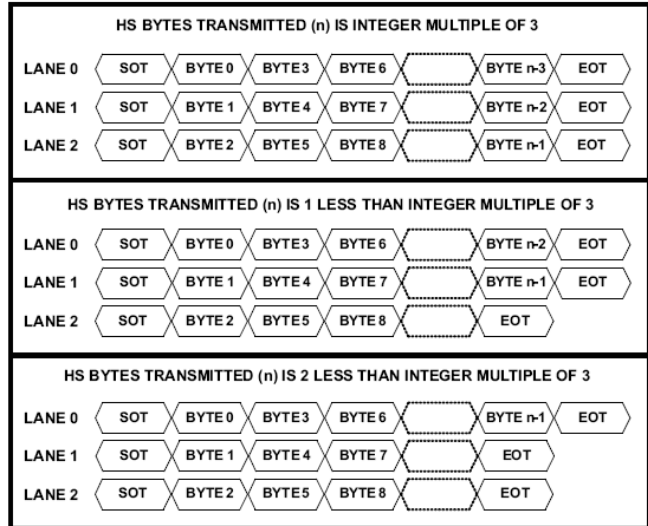 HS BYTES TRANSMITTED (n) IS INTEGER MULTIPLE OF 3
LANE 0 SOT BYTE 0 BYTE 3 BYTE 6 BYTE n-3 EOT
LANE 1 SOT BYTE 1 BYTE 4 BYTE 7 BYTE n-2 EOT
LANE 2 SOT BYTE 2 BYTE 5 BYTE 8 BYTE n-1 EOT
HS BYTES TRANSMITTED (n) IS 1 LESS THAN INTEGER MULTIPLE OF 3
LANE 0 SOT BYTE 0 BYTE 3 BYTE 6 BYTE n-2 EOT
LANE 1 SOT BYTE 1 BYTE 4 BYTE 7 BYTE n-1 EOT
LANE 2 SOT BYTE 2 BYTE 5 BYTE 8 EOT
HS BYTES TRANSMITTED (n) IS 2 LESS THAN INTEGER MULTIPLE OF 3
LANE 0 SOT BYTE 0 BYTE 3 BYTE 6 BYTE n-1 EOT
LANE 1 SOT BYTE 1 BYTE 4 BYTE 7 EOT
LANE 2 SOT BYTE 2 BYTE 5 BYTE 8 EOT